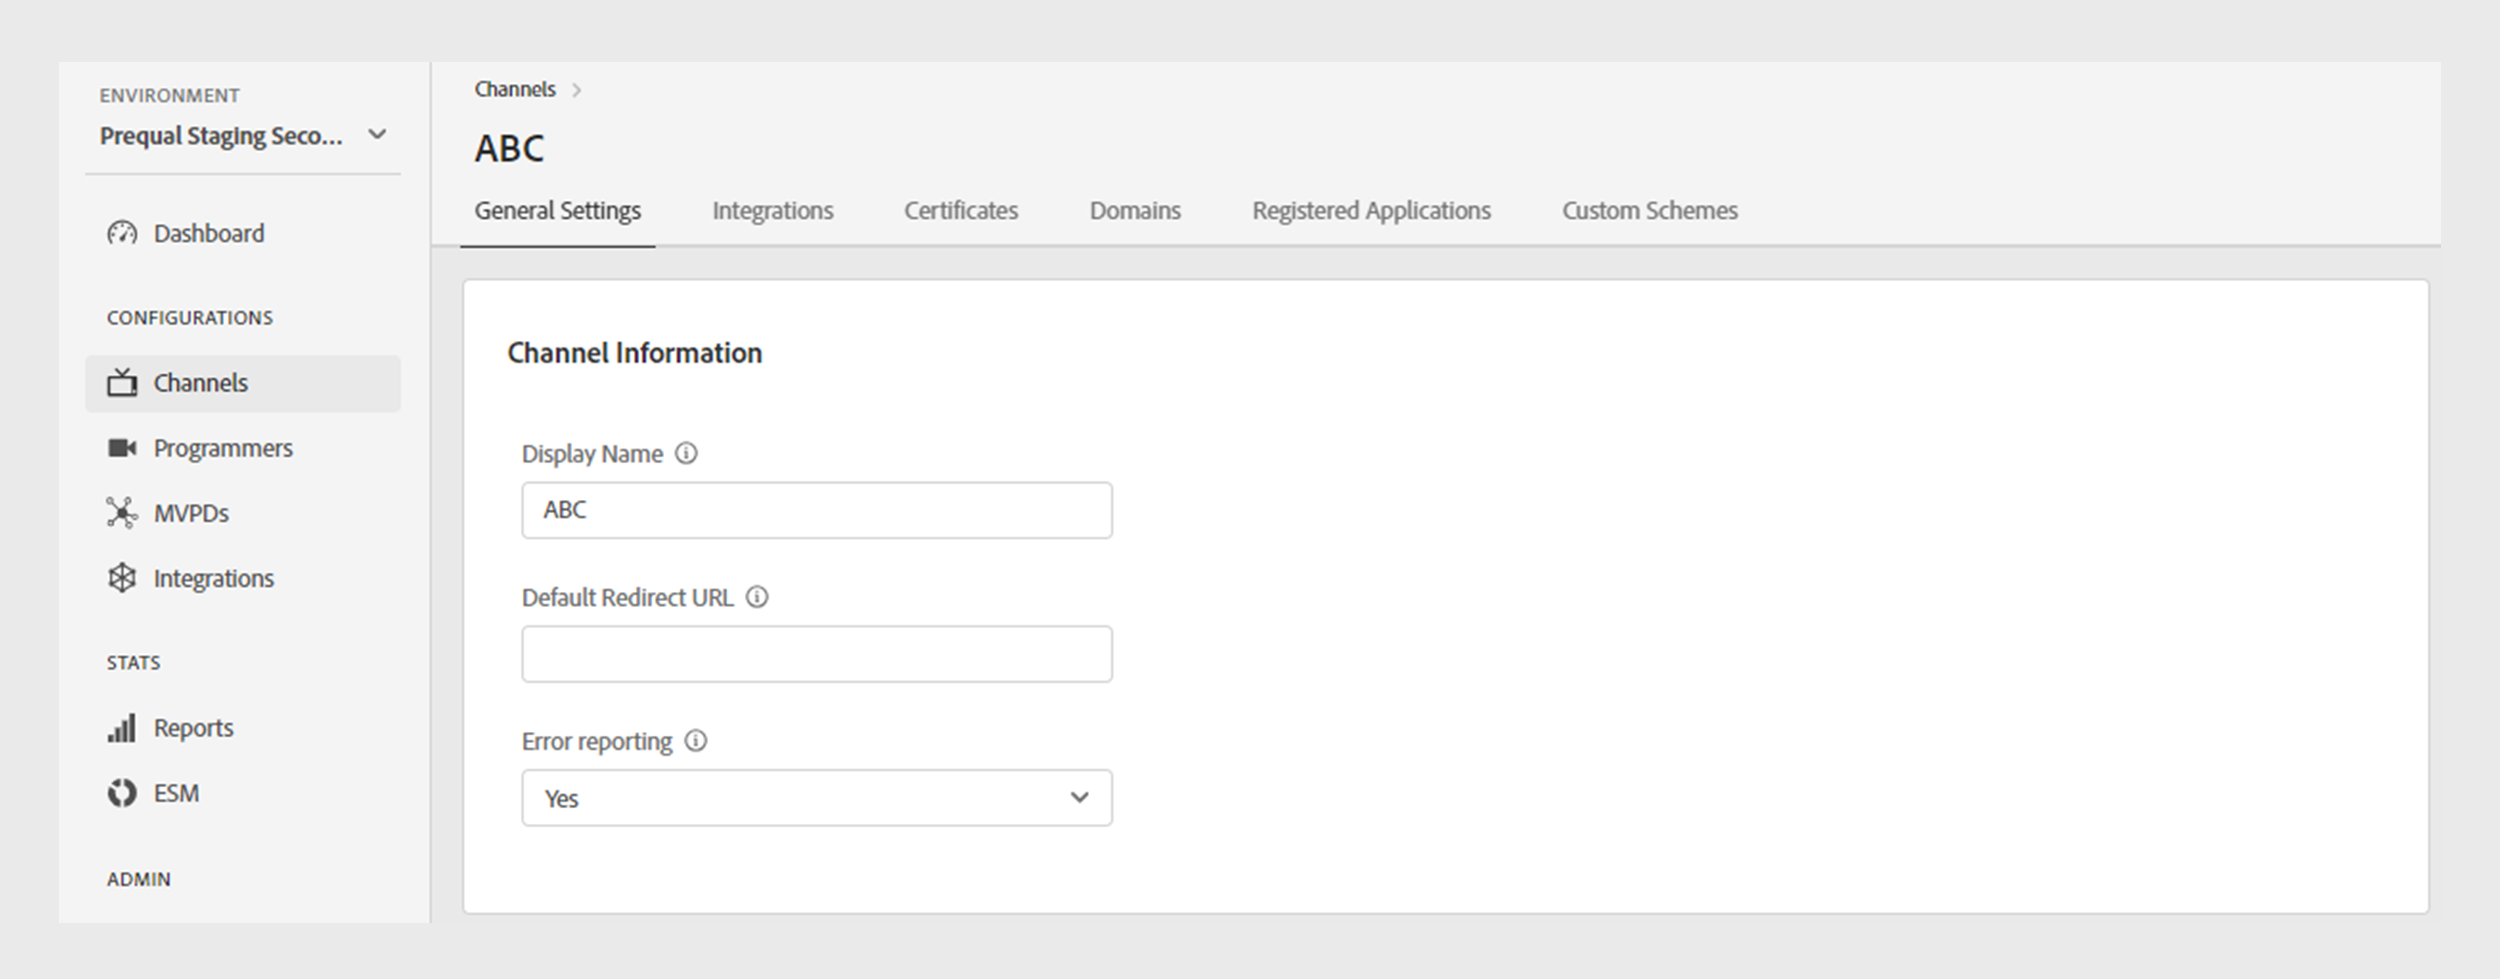 ENVIRONMENT
Prequal Staging Seco...
Dashboard
CONFIGURATIONS
Channels
Programmers
MVPDs
Integrations
STATS
Reports
ESM
ADMIN
Channels
ABC
General Settings Integrations Certificates Domains Registered Applications Custom Schemes
Channel Information
Display Name
ABC
Default Redirect URL
Error reporting
Yes